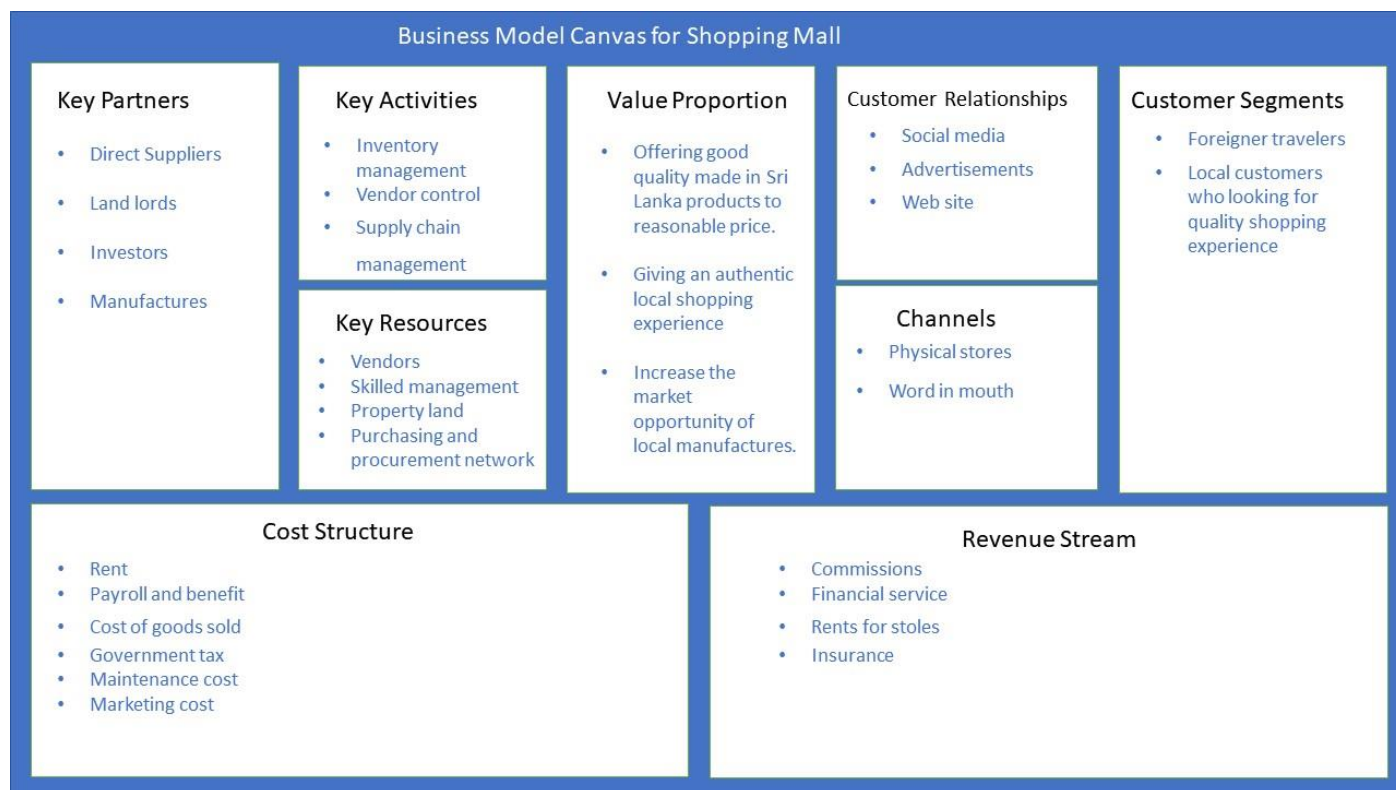 Business Model Canvas for Shopping Mall
Key Partners
• Direct Suppliers
• Land lords
• Investors
• Manufactures
Key Activities
• Inventory
management
• Vendor control
• Supply chain
management
Key Resources
• Vendors
• Skilled management
• Property land
• Purchasing and
procurement network
Value Proportion
• Offering good
quality made in Sri
Lanka products to
reasonable price.
• Giving an authentic
local shopping
experience
• Increase the
market
opportunity of
local manufactures.
Customer Relationships
• Social media
• Advertisements
• Web site
Channels
• Physical stores
• Word in mouth
Customer Segments
• Foreigner travelers
• Local customers
who looking for
quality shopping
experience
Cost Structure
• Rent
• Payroll and benefit
• Cost of goods sold
• Government tax
• Maintenance cost
• Marketing cost
Revenue Stream
• Commissions
• Financial service
• Rents for stoles
• Insurance